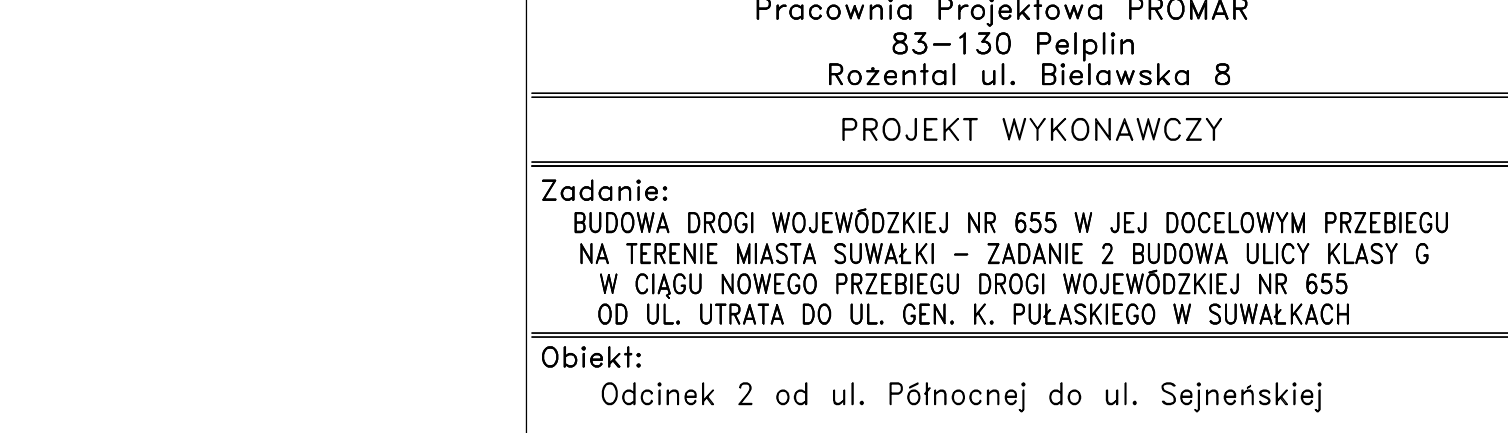 Pracownia Projektowa PROMAR
83-130 Pelplin
Rożental ul. Bielawska 8
PROJEKT WYKONAWCZY
Zadanie:
BUDOWA DROGI WOJEWÓDZKIEJ NR 655 W JEJ DOCELOWYM PRZEBIEGU
NA TERENIE MIASTA SUWAŁKI - ZADANIE 2 BUDOWA ULICY KLASY G
W CIĄGU NOWEGO PRZEBIEGU DROGI WOJEWÓDZKIEJ NR 655
OD UL. UTRATA DO UL. GEN. K. PUŁASKIEGO W SUWAŁKACH
Obiekt:
Odcinek 2 od ul. Północnej do ul. Sejneńskiej